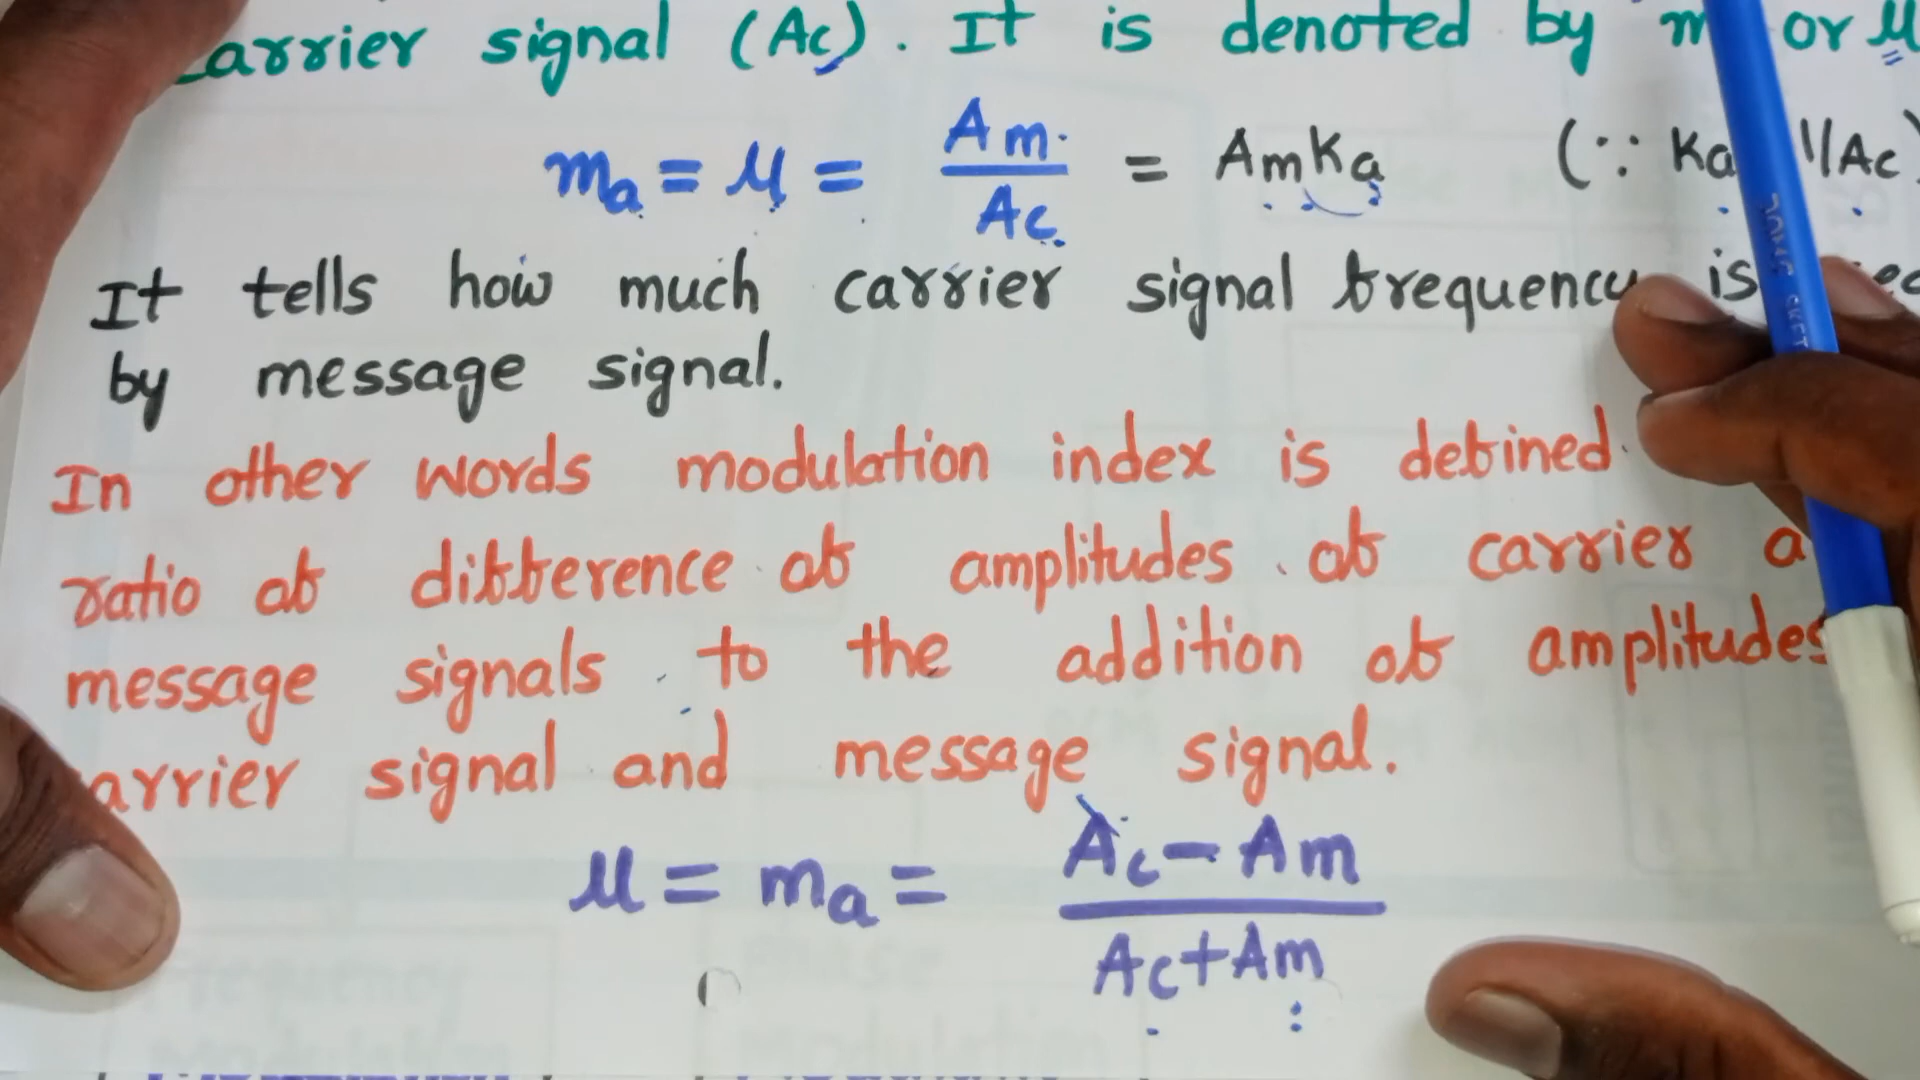 carrier signal (Ac). It is denoted by m or μ
ma = μ = Am/Ac = AmKa (∵ Ka 1/Ac)
It tells how much carrier signal frequency is
by message signal.
In other words modulation index is defined
ratio of difference of amplitudes of carrier a
message signals to the addition of amplitudes
arrier signal and message signal.
μ = ma = Ac - Am / Ac + Am